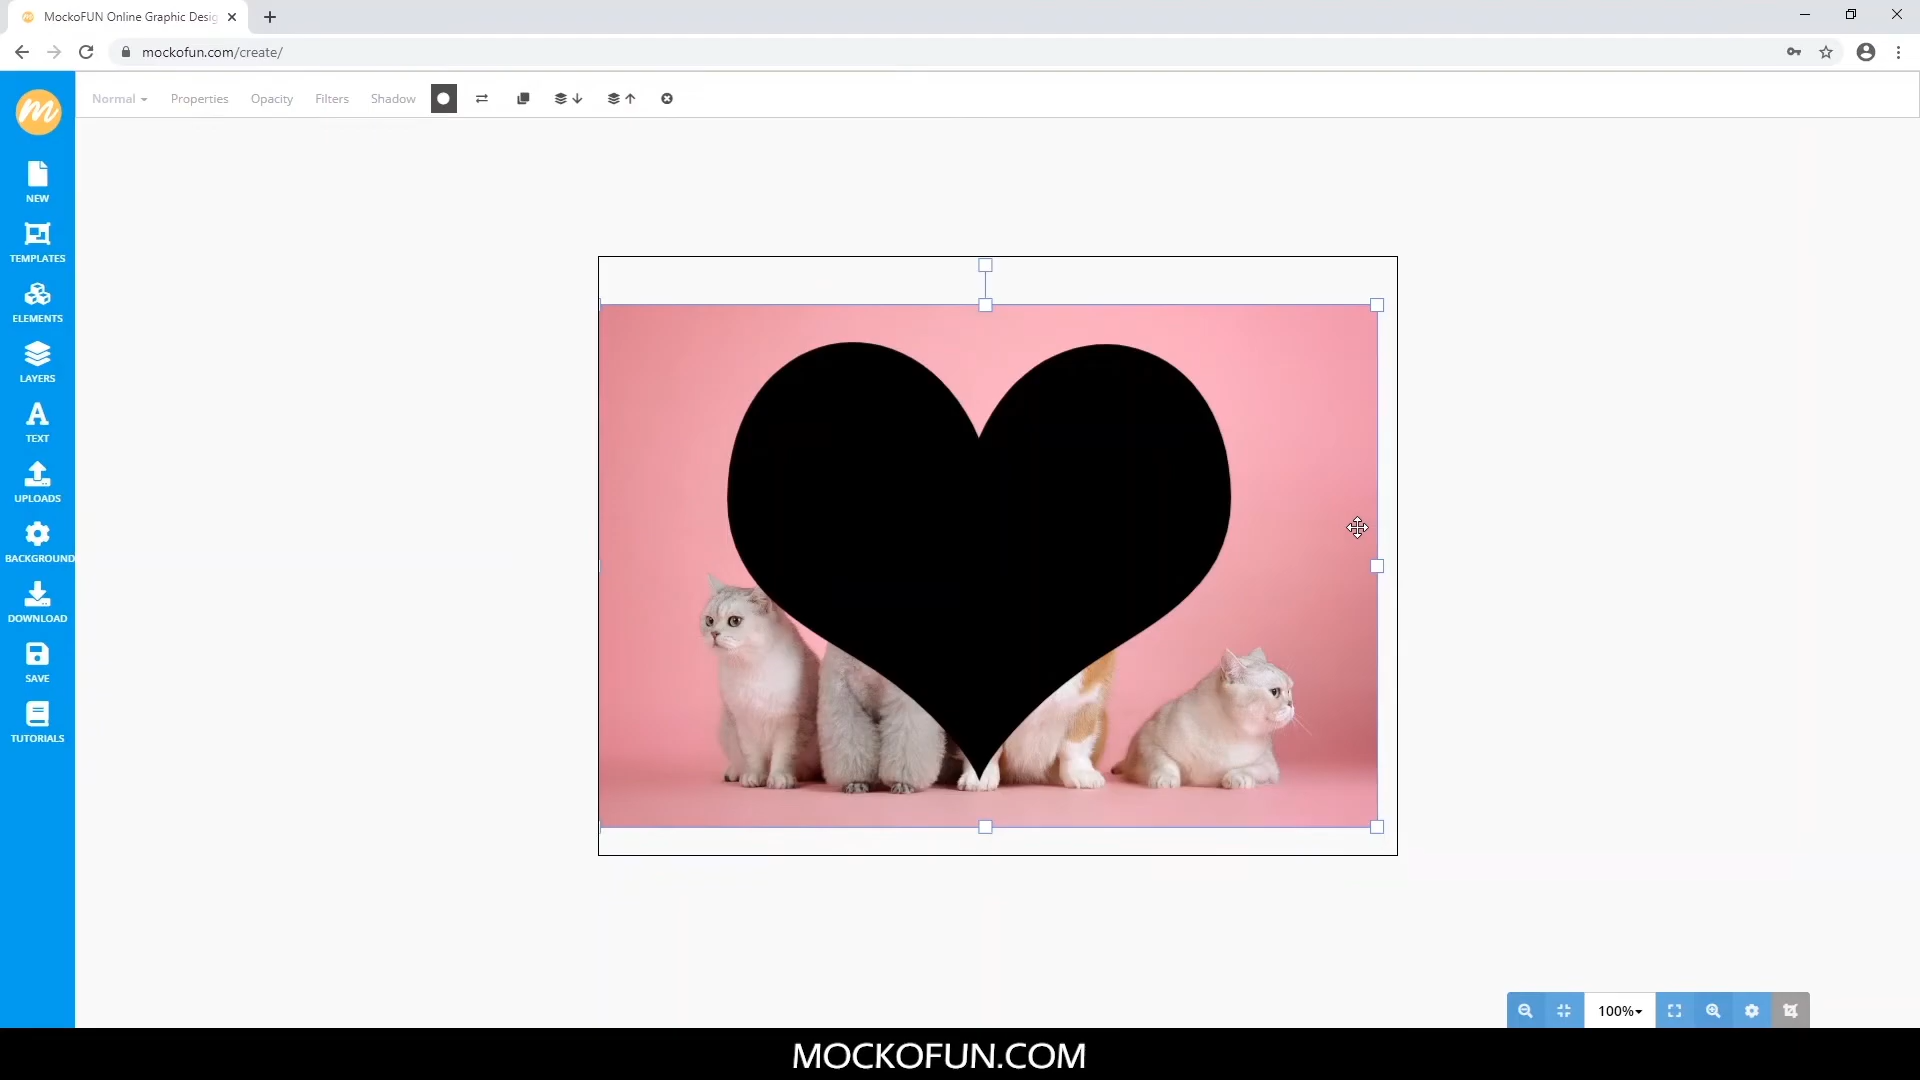 MockoFUN Online Graphic Desig
mockofun.com/create/
Normal Properties Opacity Filters Shadow
NEW
TEMPLATES
ELEMENTS
LAYERS
TEXT
UPLOADS
BACKGROUND
DOWNLOAD
SAVE
TUTORIALS
100%
MOCKOFUN.COM